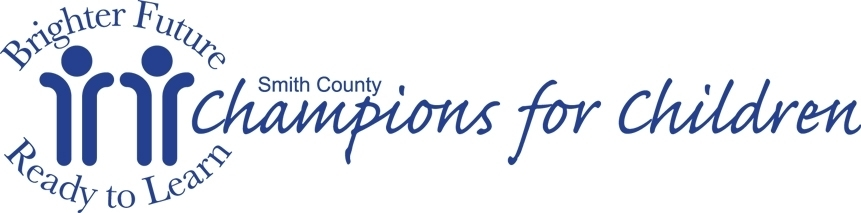 Brighter Future
Ready to Learn
Smith County
Champions for Children